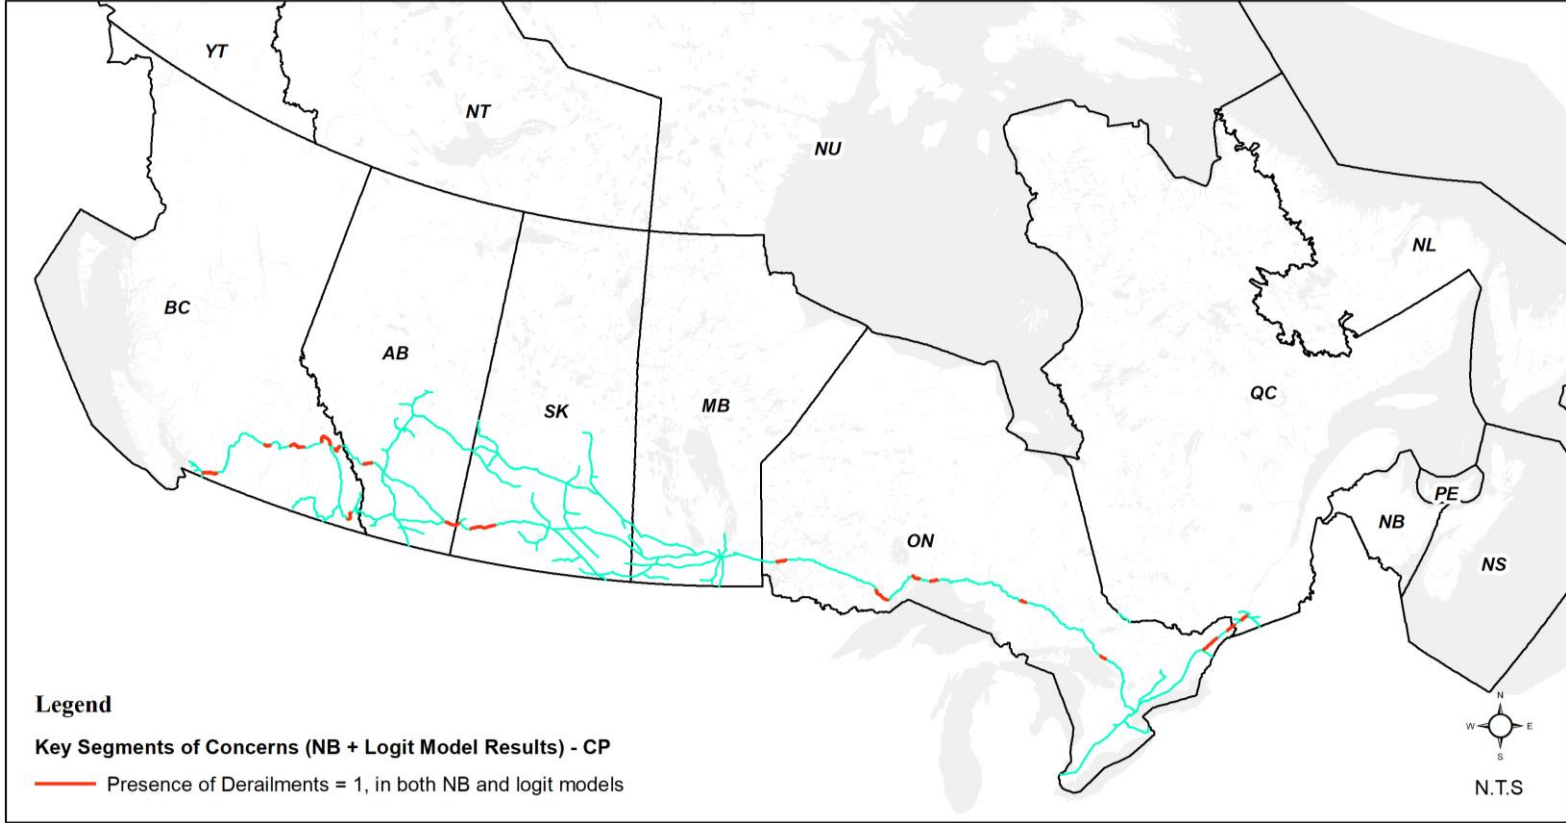 YT
NT
NU
NL
BC
AB
QC
SK
MB
PE
NB
ON
NS
Legend
Key Segments of Concerns (NB + Logit Model Results) - CP
Presence of Derailments = 1, in both NB and logit models
N
W E
S
N.T.S